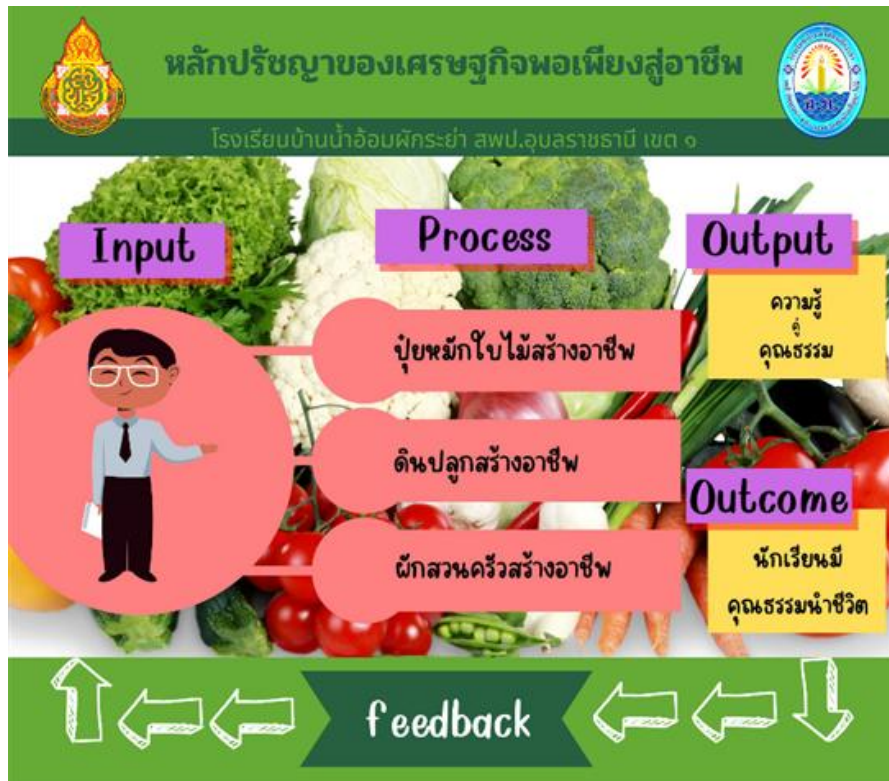 หลักปรัชญาของเศรษฐกิจพอเพียงสู่อาชีพ
โรงเรียนบ้านน้ำอ้อมผักระย่า สพป.อุบลราชธานี เขต ๑
Input
Process
ปุ๋ยหมักใบไม้สร้างอาชีพ
ดินปลูกสร้างอาชีพ
ผักสวนครัวสร้างอาชีพ
Output
ความรู้
คู่
คุณธรรม
Outcome
นักเรียนมี
คุณธรรมนำชีวิต
feedback